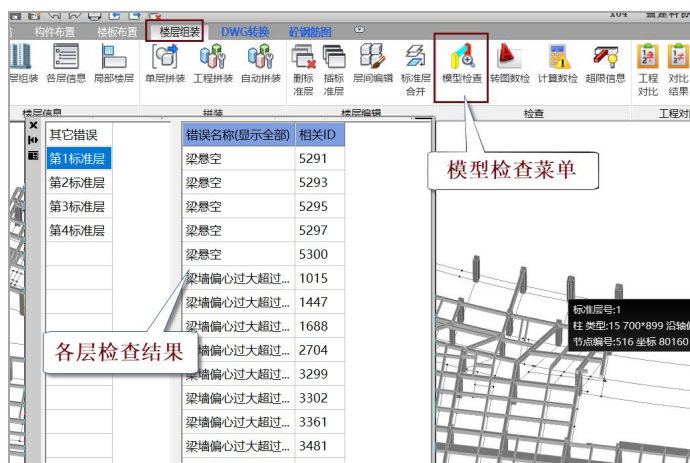 构件布置 楼板布置 楼层组装 DWG转换 砼钢筋图
层组装 各层信息 局部楼层 单层拼装 工程拼装 自动拼装 删标准层 插标准层 层间编辑 标准层合并 模型检查 转图数检 计算数检 超限信息 工程对比 对比结果
楼层信息 拼装 楼层编辑 检查 工程对
其它错误 错误名称(显示全部) 相关ID
第1标准层 梁悬空 5291
第2标准层 梁悬空 5293
第3标准层 梁悬空 5295
第4标准层 梁悬空 5297
梁悬空 5300
梁墙偏心过大超过... 1015
梁墙偏心过大超过... 1447
梁墙偏心过大超过... 1688
墙偏心过大超过... 2704
梁墙偏心过大超过... 3299
梁墙偏心过大超过... 3302
梁墙偏心过大超过... 3361
梁墙偏心过大超过... 3481
模型检查菜单
各层检查结果
标准层号:1
柱 类型:15 700*899 沿轴
节点编号:516 坐标 80160